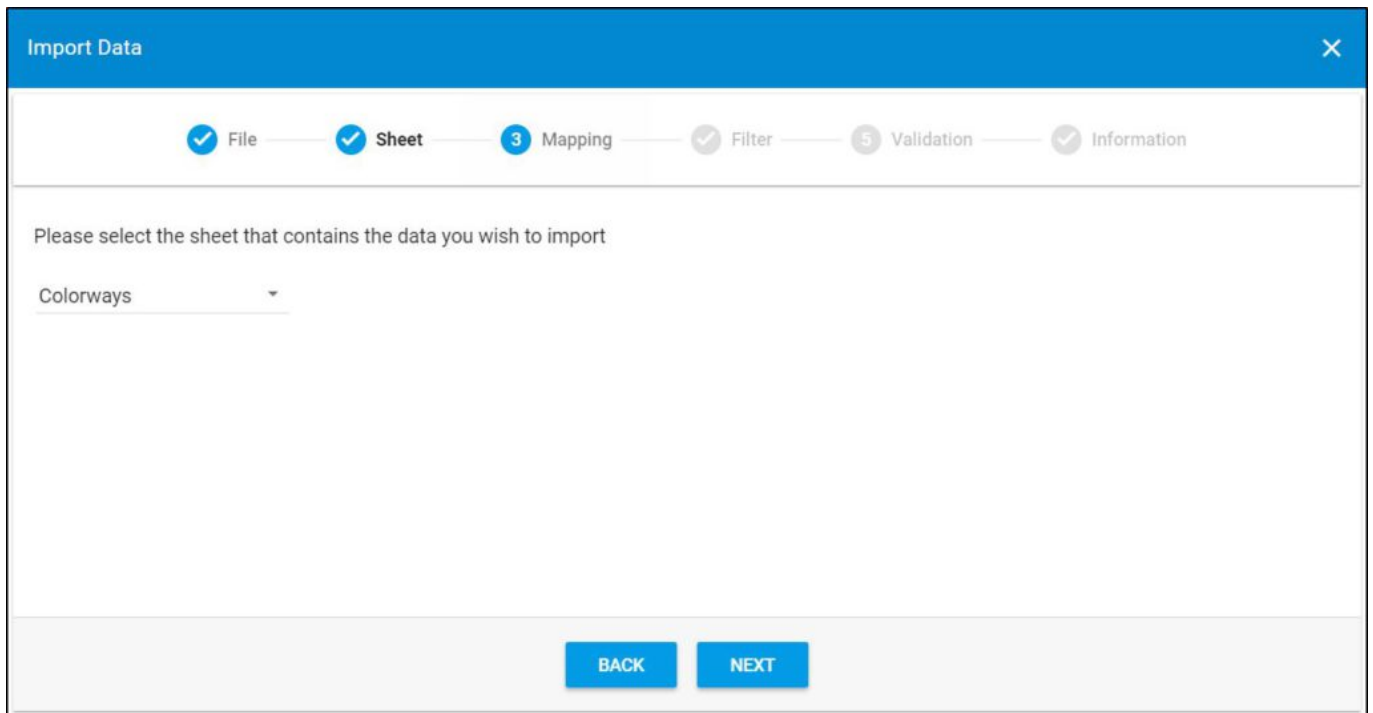 Import Data
File Sheet 3 Mapping Filter 5 Validation Information
Please select the sheet that contains the data you wish to import
Colorways
BACK NEXT